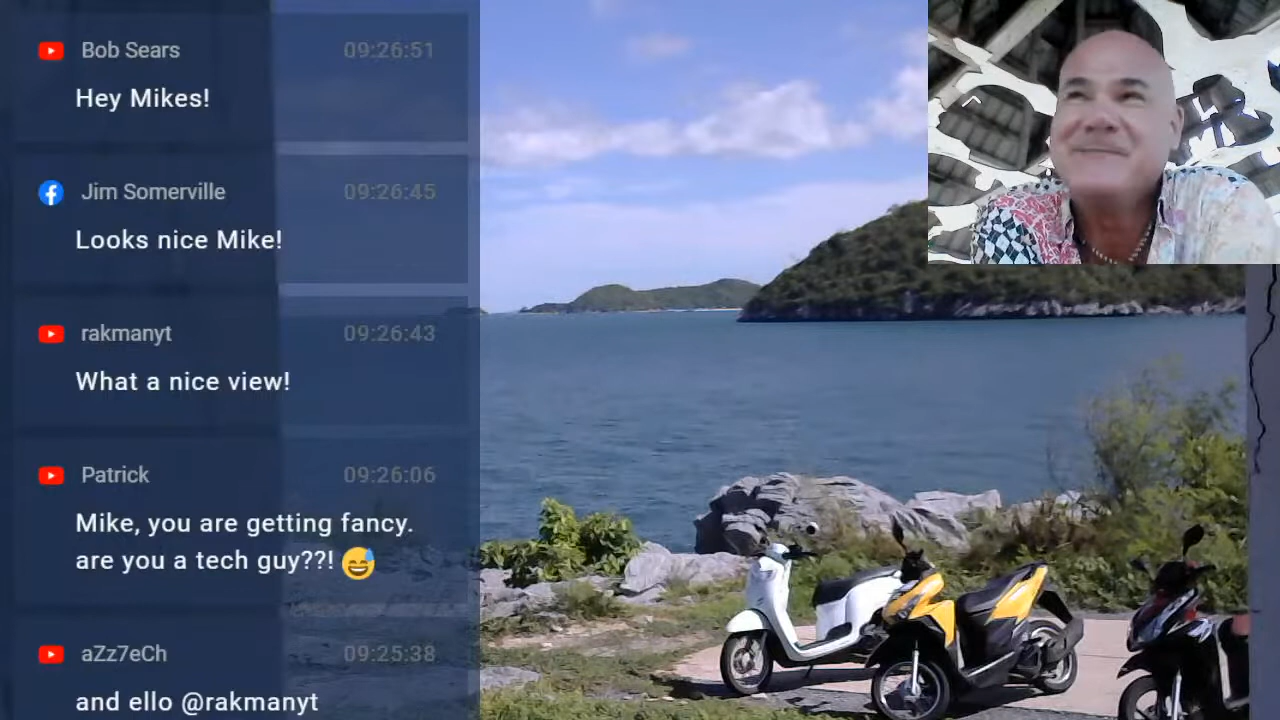 Bob Sears 09:26:51
Hey Mikes!
Jim Somerville 09:26:45
Looks nice Mike!
rakmanyt 09:26:43
What a nice view!
Patrick 09:26:06
Mike, you are getting fancy.
are you a tech guy??! 😅
aZz7eCh 09:25:38
and ello @rakmanyt